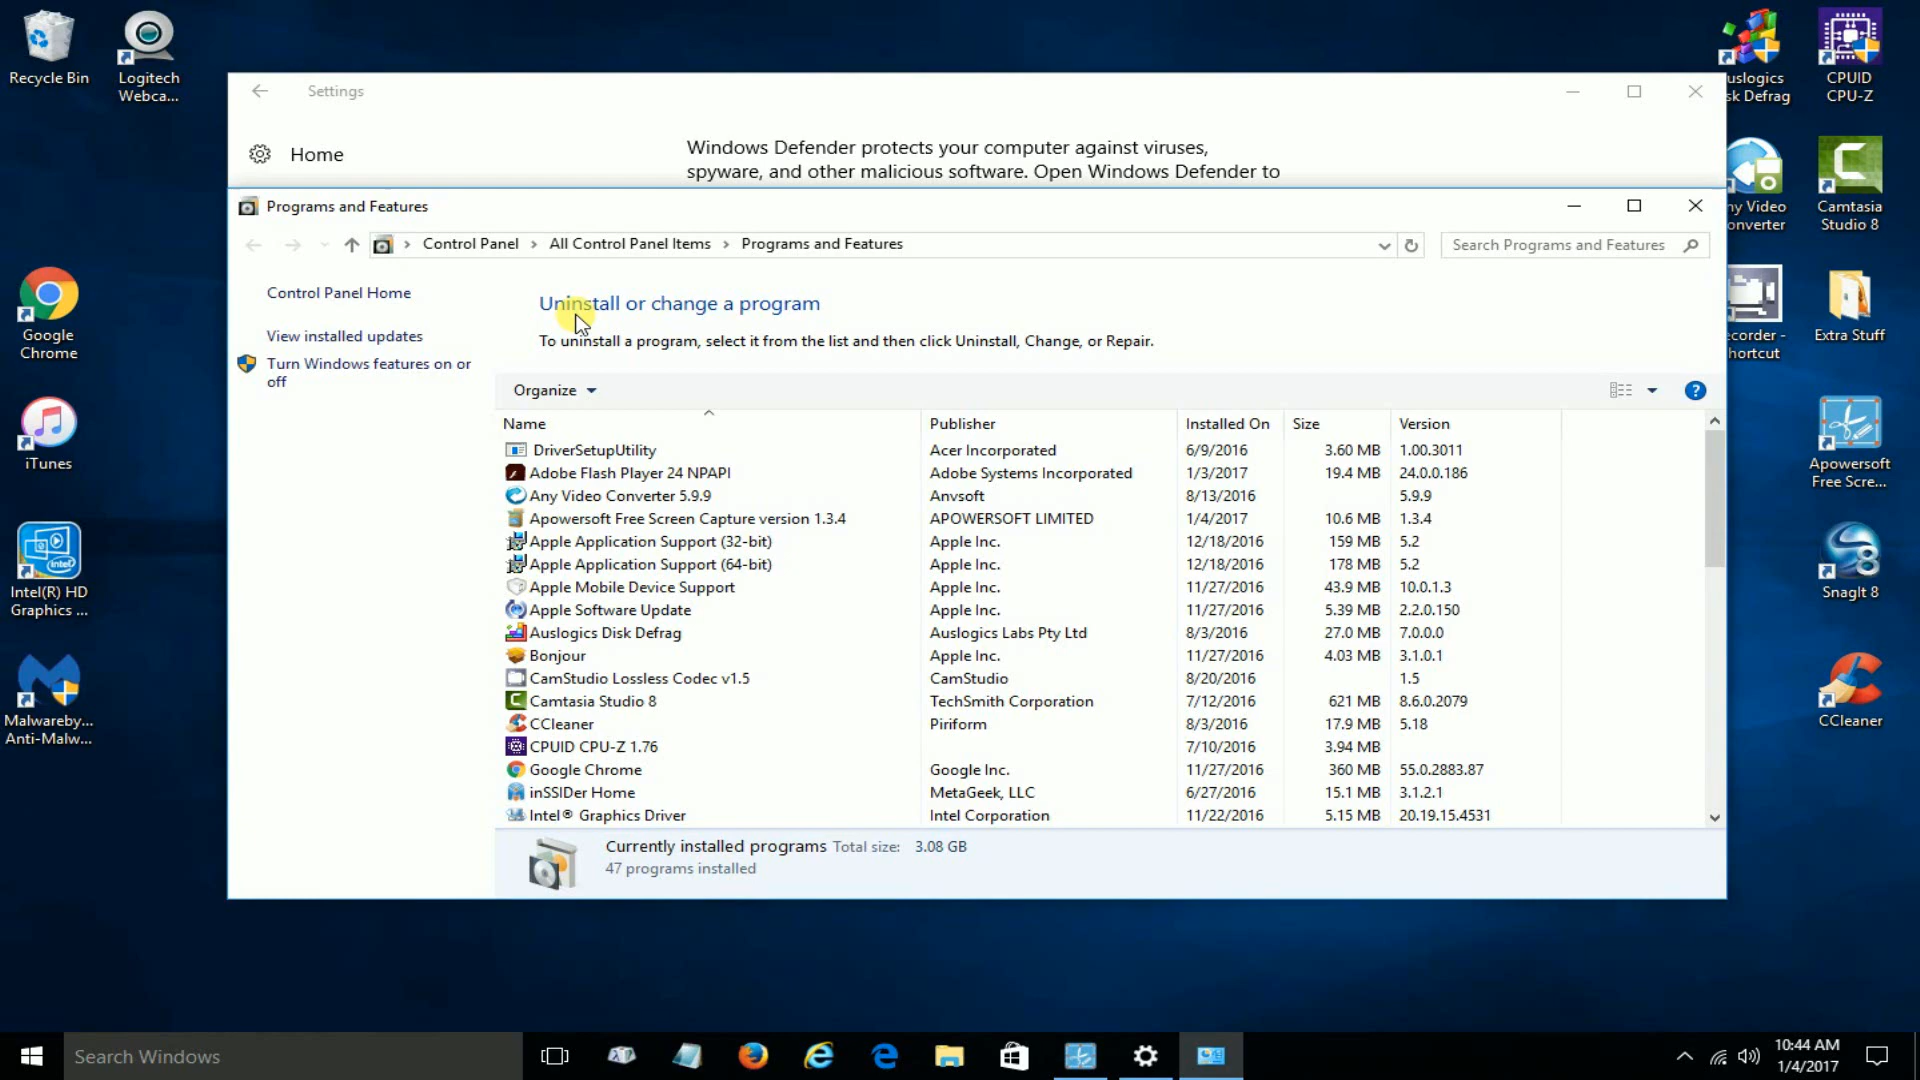 Recycle Bin
Logitech
Webca...
Google
Chrome
iTunes
Intel(R) HD
Graphics ...
Malwareby...
Anti-Malw...
Settings
Home
Windows Defender protects your computer against viruses,
spyware, and other malicious software. Open Windows Defender to
Programs and Features
Control Panel
All Control Panel Items
Programs and Features
Search Programs and Features
Control Panel Home
View installed updates
Turn Windows features on or
off
Uninstall or change a program
To uninstall a program, select it from the list and then click Uninstall, Change, or Repair.
Organize
?
Name Publisher Installed On Size Version
DriverSetupUtility Acer Incorporated 6/9/2016 3.60 MB 1.00.3011
Adobe Flash Player 24 NPAPI Adobe Systems Incorporated 1/3/2017 19.4 MB 24.0.0.186
Any Video Converter 5.9.9 Anvsoft 8/13/2016 5.9.9
Apowersoft Free Screen Capture version 1.3.4 APOWERSOFT LIMITED 1/4/2017 10.6 MB 1.3.4
Apple Application Support (32-bit) Apple Inc. 12/18/2016 159 MB 5.2
Apple Application Support (64-bit) Apple Inc. 12/18/2016 178 MB 5.2
Apple Mobile Device Support Apple Inc. 11/27/2016 43.9 MB 10.0.1.3
Apple Software Update Apple Inc. 11/27/2016 5.39 MB 2.2.0.150
Auslogics Disk Defrag Auslogics Labs Pty Ltd 8/3/2016 27.0 MB 7.0.0.0
Bonjour Apple Inc. 11/27/2016 4.03 MB 3.1.0.1
CamStudio Lossless Codec v1.5 CamStudio 8/20/2016 1.5
Camtasia Studio 8 TechSmith Corporation 7/12/2016 621 MB 8.6.0.2079
CCleaner Piriform 8/3/2016 17.9 MB 5.18
CPUID CPU-Z 1.76 7/10/2016 3.94 MB
Google Chrome Google Inc. 11/27/2016 360 MB 55.0.2883.87
inSSIDer Home MetaGeek, LLC 6/27/2016 15.1 MB 3.1.2.1
Intel® Graphics Driver Intel Corporation 11/22/2016 5.15 MB 20.19.15.4531
Currently installed programs Total size: 3.08 GB
47 programs installed
uslogics
sk Defrag
CPUID
CPU-Z
ny Video
onverter
Camtasia
Studio 8
ecorder -
hortcut
Extra Stuff
Apowersoft
Free Scre...
SnagIt 8
CCleaner
Search Windows
10:44 AM
1/4/2017